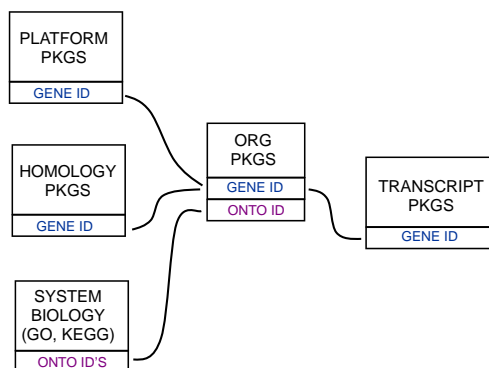 PLATFORM
PKGS
GENE ID
HOMOLOGY
PKGS
GENE ID
SYSTEM
BIOLOGY
(GO, KEGG)
ONTO ID'S
ORG
PKGS
GENE ID
ONTO ID
TRANSCRIPT
PKGS
GENE ID